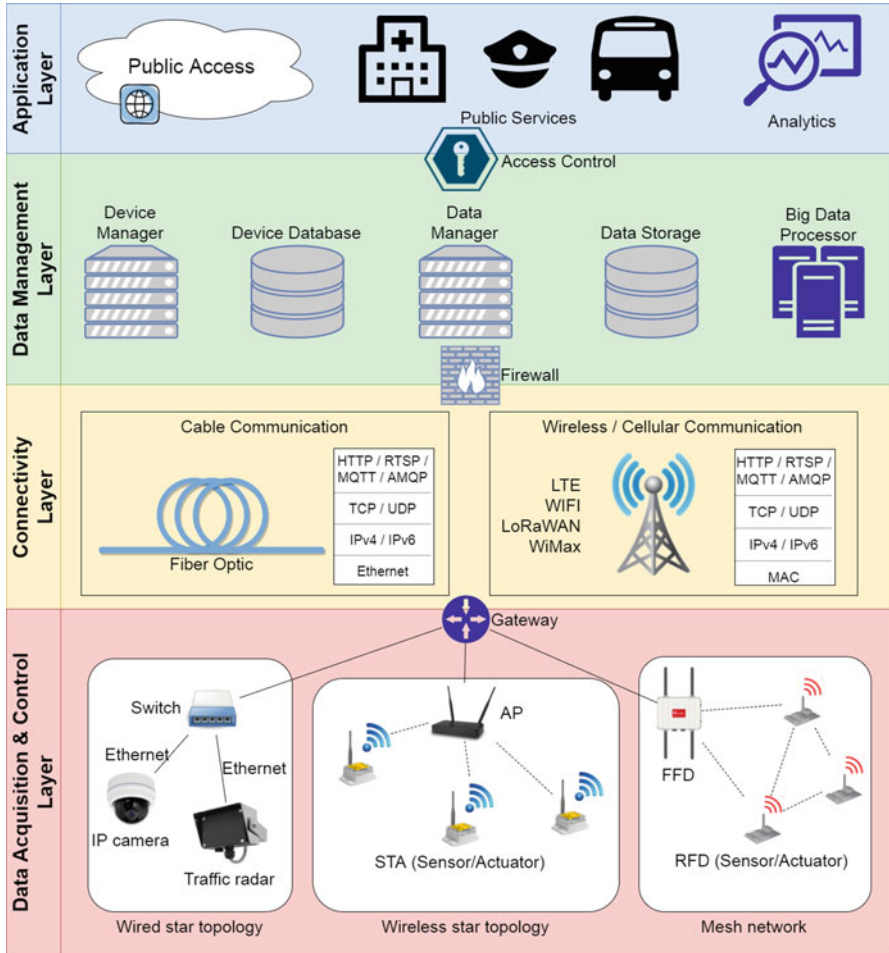 Application
Layer
Public Access
Public Services
Analytics
Access Control
Data Management
Layer
Device
Manager
Device Database
Data
Manager
Data Storage
Big Data
Processor
Firewall
Connectivity
Layer
Cable Communication
Fiber Optic
HTTP / RTSP /
MQTT / AMQP
TCP / UDP
IPv4 / IPv6
Ethernet
Wireless / Cellular Communication
LTE
WIFI
LoRaWAN
WiMax
HTTP / RTSP /
MQTT / AMQP
TCP / UDP
IPv4 / IPv6
MAC
Gateway
Data Acquisition & Control
Layer
Switch
Ethernet
Ethernet
IP camera
Traffic radar
Wired star topology
AP
STA (Sensor/Actuator)
Wireless star topology
FFD
RFD (Sensor/Actuator)
Mesh network